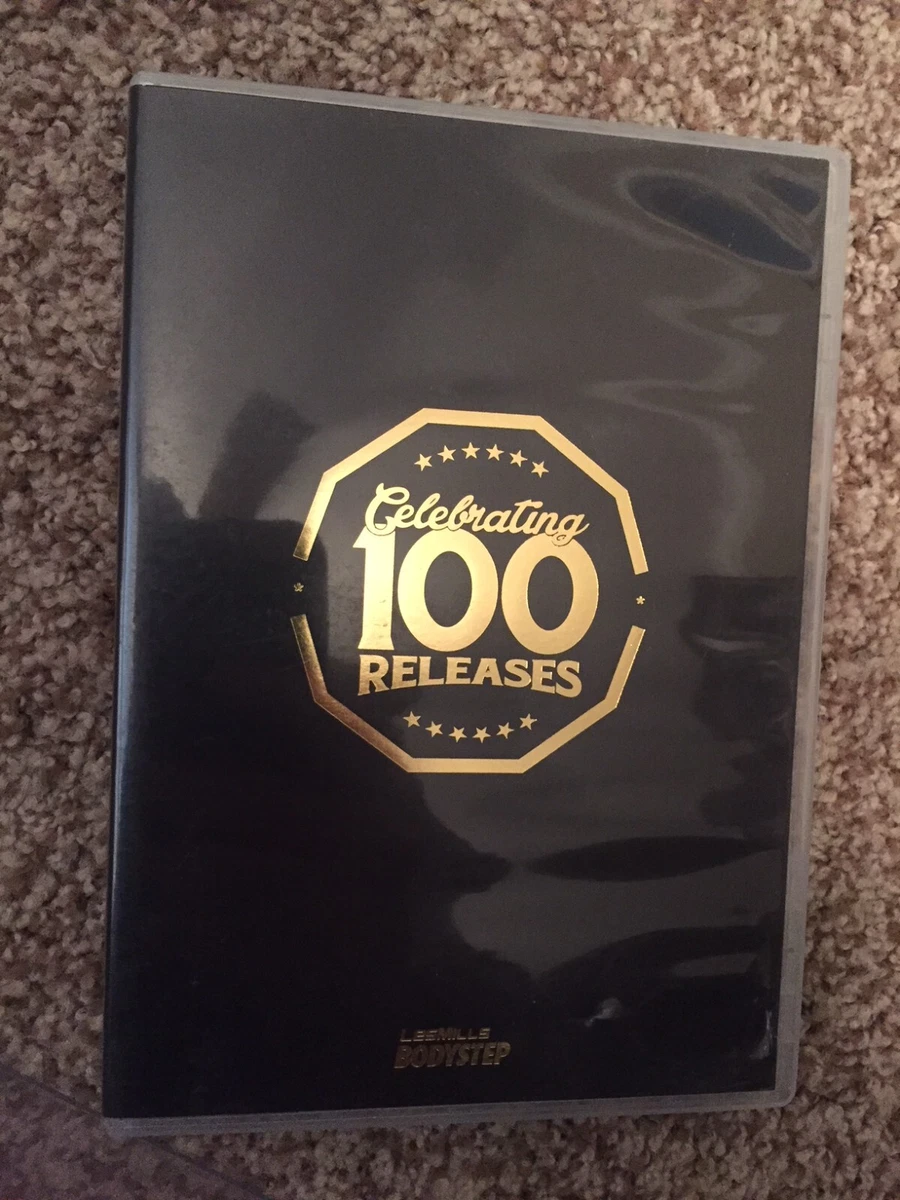 Celebrating
100
RELEASES
LesMILLS
BODYSTEP